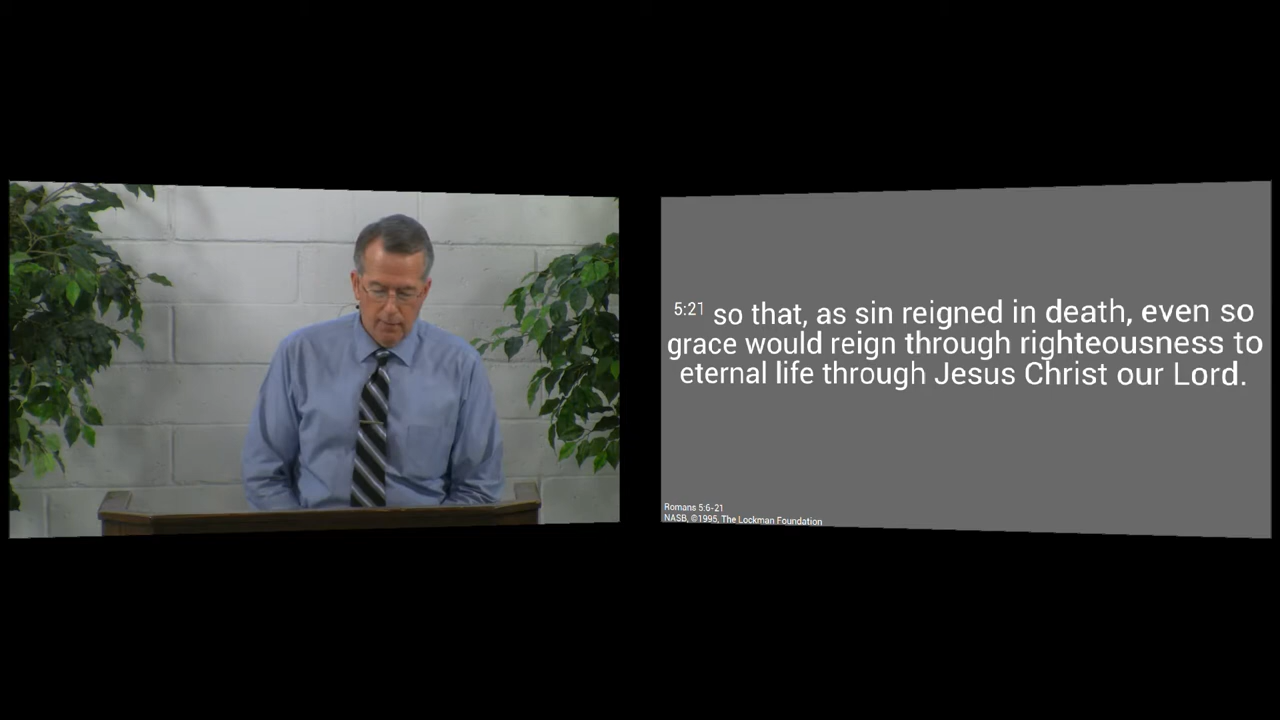 5:21 so that, as sin reigned in death, even so
grace would reign through righteousness to
eternal life through Jesus Christ our Lord.
Romans 5:6-21
NASB, ©1995, The Lockman Foundation